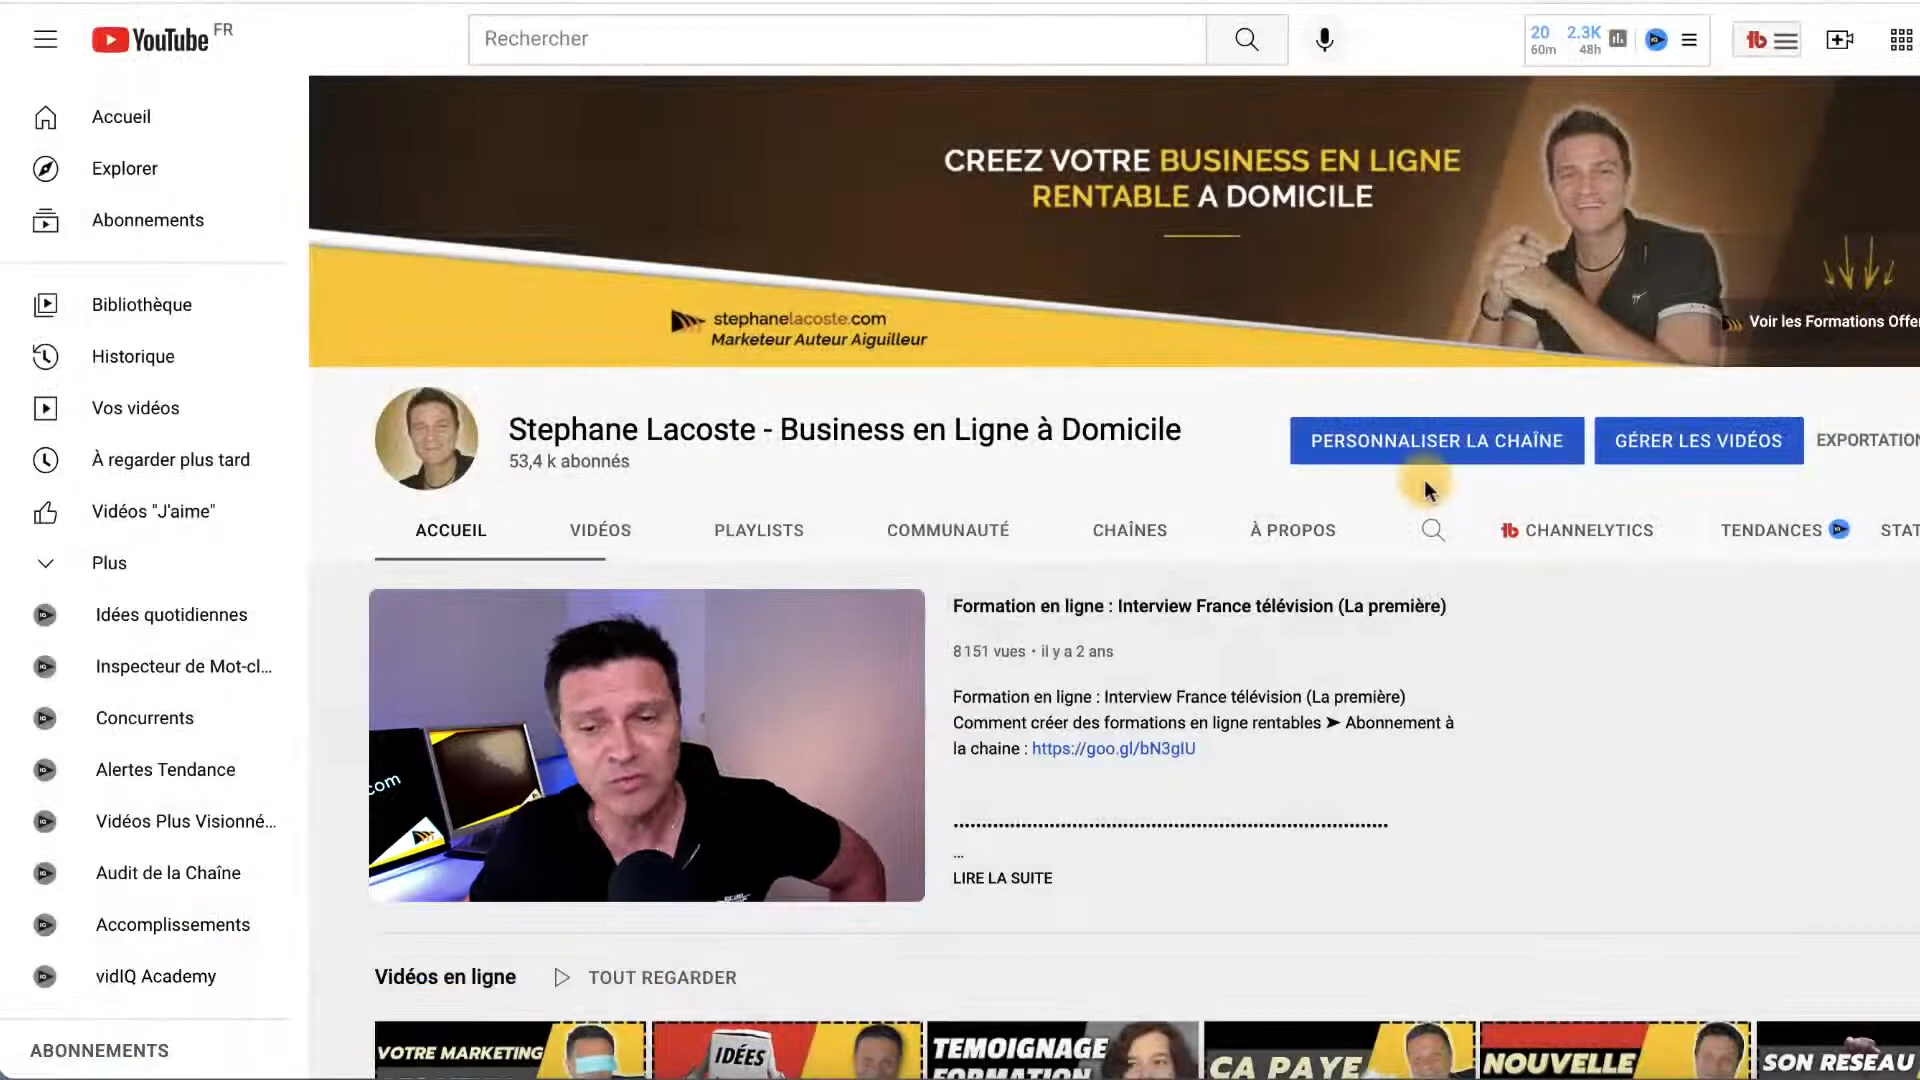 YouTube FR
Rechercher
20 2.3K
60m 48h
Accueil
Explorer
Abonnements
Bibliothèque
Historique
Vos vidéos
À regarder plus tard
Vidéos "J'aime"
Plus
Idées quotidiennes
Inspecteur de Mot-cl...
Concurrents
Alertes Tendance
Vidéos Plus Visionné...
Audit de la Chaîne
Accomplissements
vidIQ Academy
ABONNEMENTS
CREEZ VOTRE BUSINESS EN LIGNE
RENTABLE A DOMICILE
stephanelacoste.com
Marketeur Auteur Aiguilleur
Voir les Formations Offer
Stephane Lacoste - Business en Ligne à Domicile
53,4 k abonnés
PERSONNALISER LA CHAÎNE
GÉRER LES VIDÉOS
EXPORTATION
ACCUEIL
VIDÉOS
PLAYLISTS
COMMUNAUTÉ
CHAÎNES
À PROPOS
CHANNELYTICS
TENDANCES
STAT
com
Formation en ligne : Interview France télévision (La première)
8 151 vues • il y a 2 ans
Formation en ligne : Interview France télévision (La première)
Comment créer des formations en ligne rentables ➤ Abonnement à
la chaine : https://goo.gl/bN3glU
...
LIRE LA SUITE
Vidéos en ligne
TOUT REGARDER
VOTRE MARKETING
IDÉES
TEMOIGNAGE
FORMATION
CA PAYE
NOUVELLE
SON RESEAU